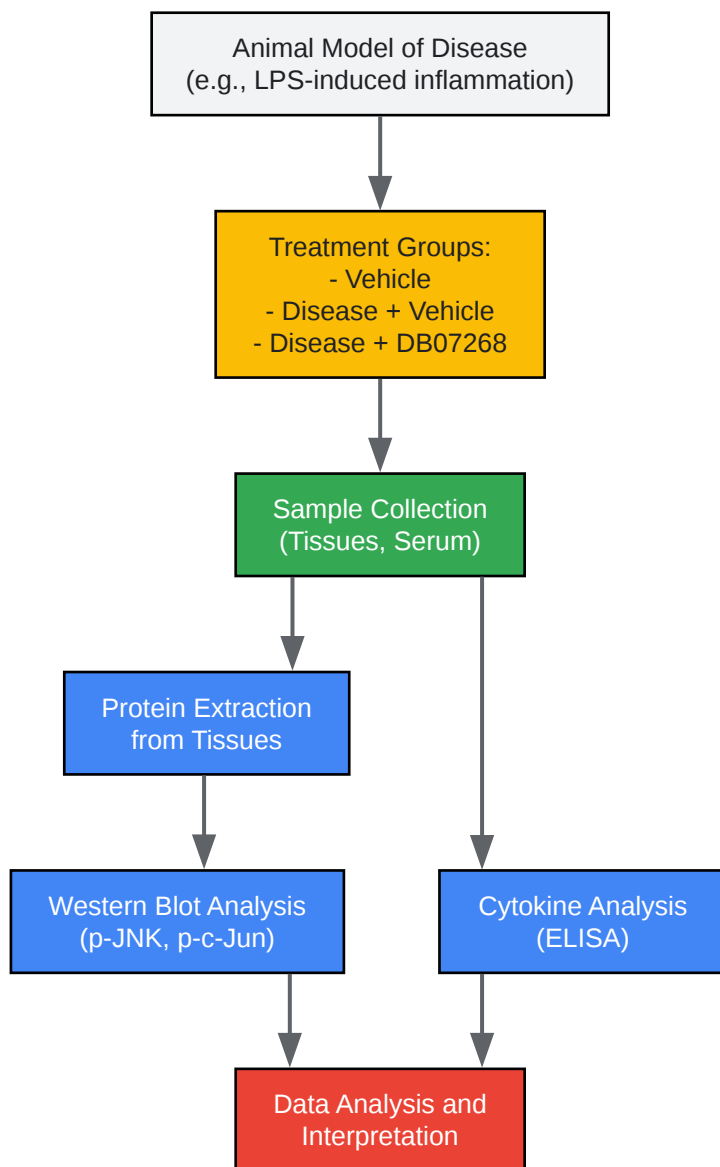 Animal Model of Disease
(e.g., LPS-induced inflammation)
Treatment Groups:
- Vehicle
- Disease + Vehicle
- Disease + DB07268
Sample Collection
(Tissues, Serum)
Protein Extraction
from Tissues
Western Blot Analysis
(p-JNK, p-c-Jun)
Cytokine Analysis
(ELISA)
Data Analysis and
Interpretation